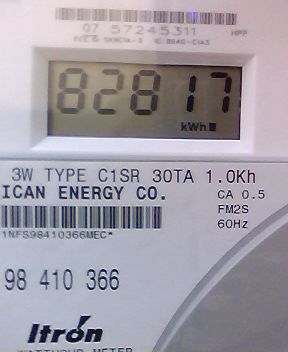 07 57245311 HPP
82817
kWh
3W TYPE C1SR 30TA 1.0Kh
ICAN ENERGY CO. CA 0.5
FM2S
60Hz
1NFS98410366MEC*
98 410 366
Itron
WATTHOUR METER